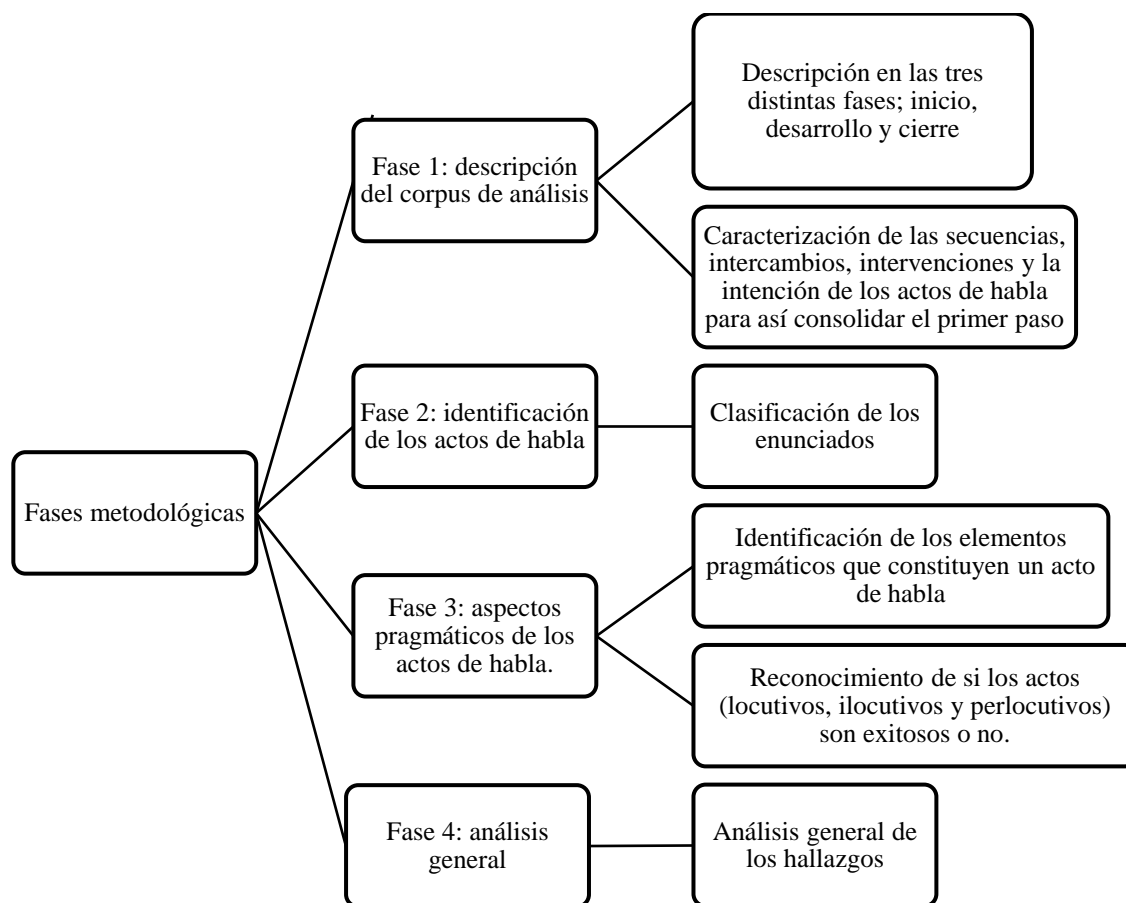 Fases metodológicas
Fase 1: descripción
del corpus de análisis
Descripción en las tres
distintas fases; inicio,
desarrollo y cierre
Caracterización de las secuencias,
intercambios, intervenciones y la
intención de los actos de habla
para así consolidar el primer paso
Fase 2: identificación
de los actos de habla
Clasificación de los
enunciados
Fase 3: aspectos
pragmáticos de los
actos de habla.
Identificación de los elementos
pragmáticos que constituyen un acto
de habla
Reconocimiento de si los actos
(locutivos, ilocutivos y perlocutivos)
son exitosos o no.
Fase 4: análisis
general
Análisis general de
los hallazgos